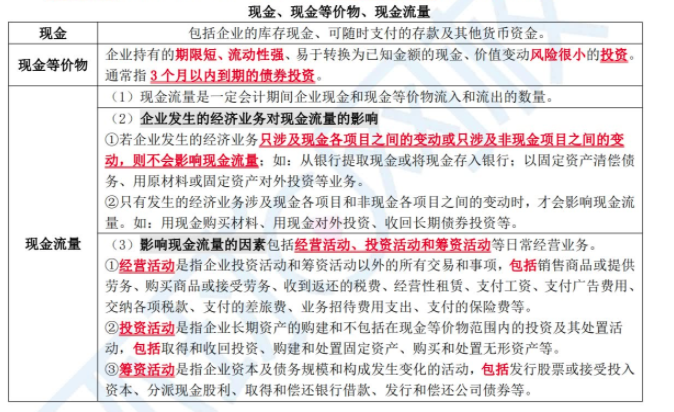 现金、现金等价物、现金流量
现金
包括企业的库存现金、可随时支付的存款及其他货币资金。
现金等价物
企业持有的期限短、流动性强、易于转换为已知金额的现金、价值变动风险很小的投资。
通常指 3 个月以内到期的债券投资。
现金流量
（1）现金流量是一定会计期间企业现金和现金等价物流入和流出的数量。
（2）企业发生的经济业务对现金流量的影响
①若企业发生的经济业务只涉及现金各项目之间的变动或只涉及非现金项目之间的变
动，则不会影响现金流量；如：从银行提取现金或将现金存入银行；以固定资产清偿债
务、用原材料或固定资产对外投资等业务。
②只有发生的经济业务涉及现金各项目和非现金各项目之间的变动时，才会影响现金流
量。如：用现金购买材料、用现金对外投资、收回长期债券投资等。
（3）影响现金流量的因素包括经营活动、投资活动和筹资活动等日常经营业务。
①经营活动是指企业投资活动和筹资活动以外的所有交易和事项，包括销售商品或提供
劳务、购买商品或接受劳务、收到返还的税费、经营性租赁、支付工资、支付广告费用、
交纳各项税款、支付的差旅费、业务招待费用支出、支付的保险费等。
②投资活动是指企业长期资产的购建和不包括在现金等价物范围内的投资及其处置活
动，包括取得和收回投资、购建和处置固定资产、购买和处置无形资产等。
③筹资活动是指企业资本及债务规模和构成发生变化的活动，包括发行股票或接受投入
资本、分派现金股利、取得和偿还银行借款、发行和偿还公司债券等。